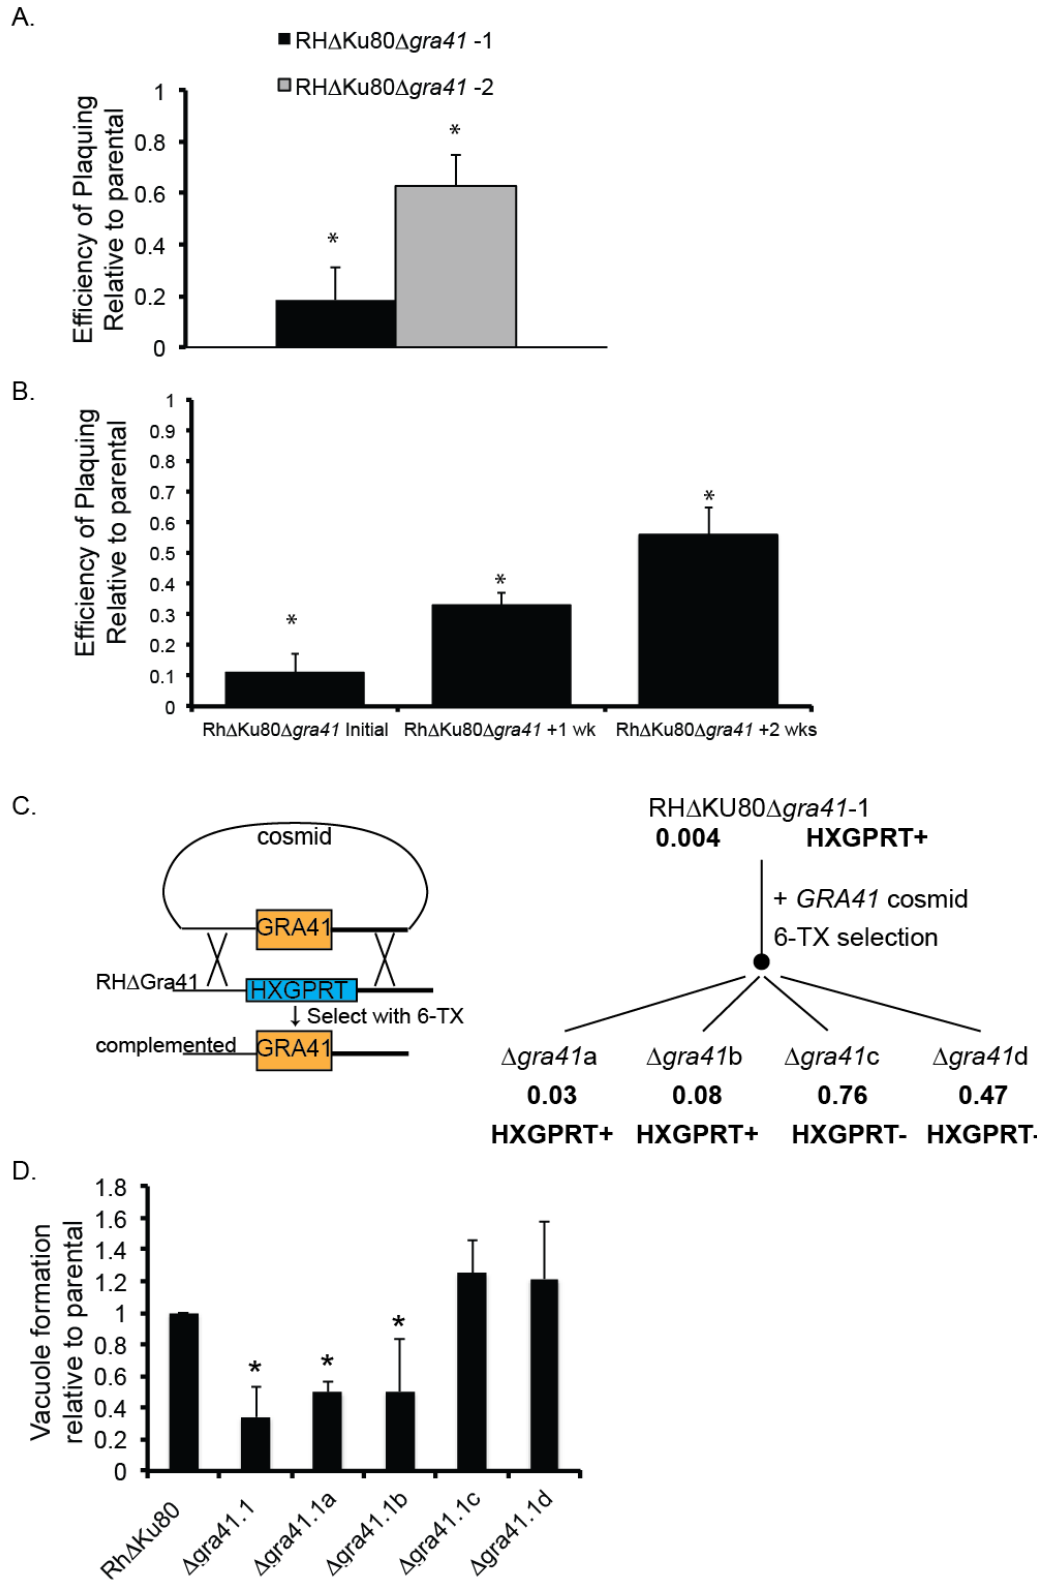 A.
RHΔKu80Δgra41 -1
RHΔKu80Δgra41 -2
Efficiency of Plaquing
Relative to parental
1
0.8
0.6
0.4
0.2
0
*
*
B.
Efficiency of Plaquing
Relative to parental
1
0.9
0.8
0.7
0.6
0.5
0.4
0.3
0.2
0.1
0
*
*
*
RhΔKu80Δgra41 Initial
RhΔKu80Δgra41 +1 wk
RhΔKu80Δgra41 +2 wks
C.
cosmid
GRA41
RHΔGra41
HXGPRT
↓ Select with 6-TX
complemented
GRA41
RHΔKU80Δgra41-1
0.004 HXGPRT+
+ GRA41 cosmid
6-TX selection
Δgra41a Δgra41b Δgra41c Δgra41d
0.03 0.08 0.76 0.47
HXGPRT+ HXGPRT+ HXGPRT- HXGPRT-
D.
Vacuole formation
relative to parental
1.8
1.6
1.4
1.2
1
0.8
0.6
0.4
0.2
0
*
*
*
RhΔKu80
Δgra41.1
Δgra41.1a
Δgra41.1b
Δgra41.1c
Δgra41.1d